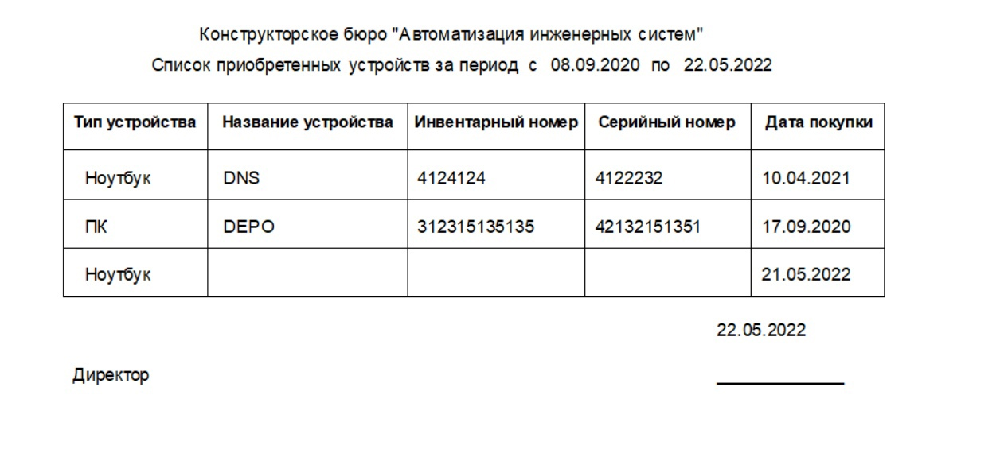 Конструкторское бюро "Автоматизация инженерных систем"
Список приобретенных устройств за период с 08.09.2020 по 22.05.2022
Тип устройства Название устройства Инвентарный номер Серийный номер Дата покупки
Ноутбук DNS 4124124 4122232 10.04.2021
ПК DEPO 312315135135 42132151351 17.09.2020
Ноутбук 21.05.2022
22.05.2022
Директор